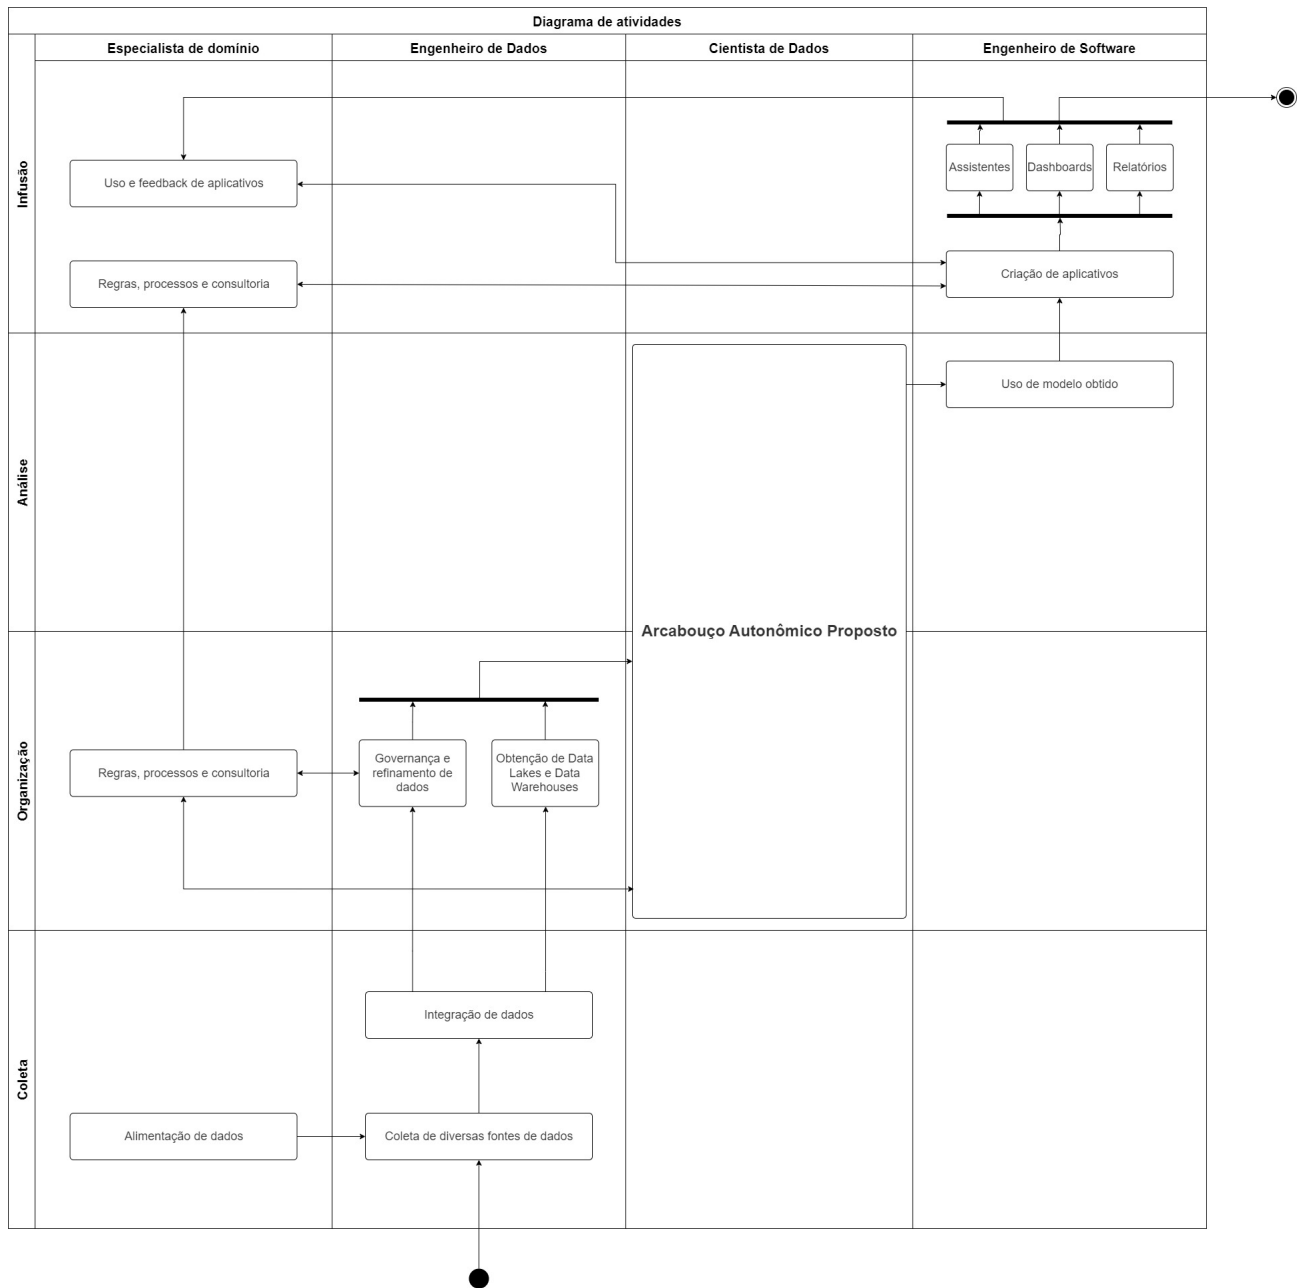 Diagrama de atividades
Especialista de domínio
Engenheiro de Dados
Cientista de Dados
Engenheiro de Software
Infusão
Assistentes
Dashboards
Relatórios
Uso e feedback de aplicativos
Regras, processos e consultoria
Criação de aplicativos
Análise
Uso de modelo obtido
Arcabouço Autonômico Proposto
Organização
Regras, processos e consultoria
Governança e
refinamento de
dados
Obtenção de Data
Lakes e Data
Warehouses
Coleta
Integração de dados
Alimentação de dados
Coleta de diversas fontes de dados